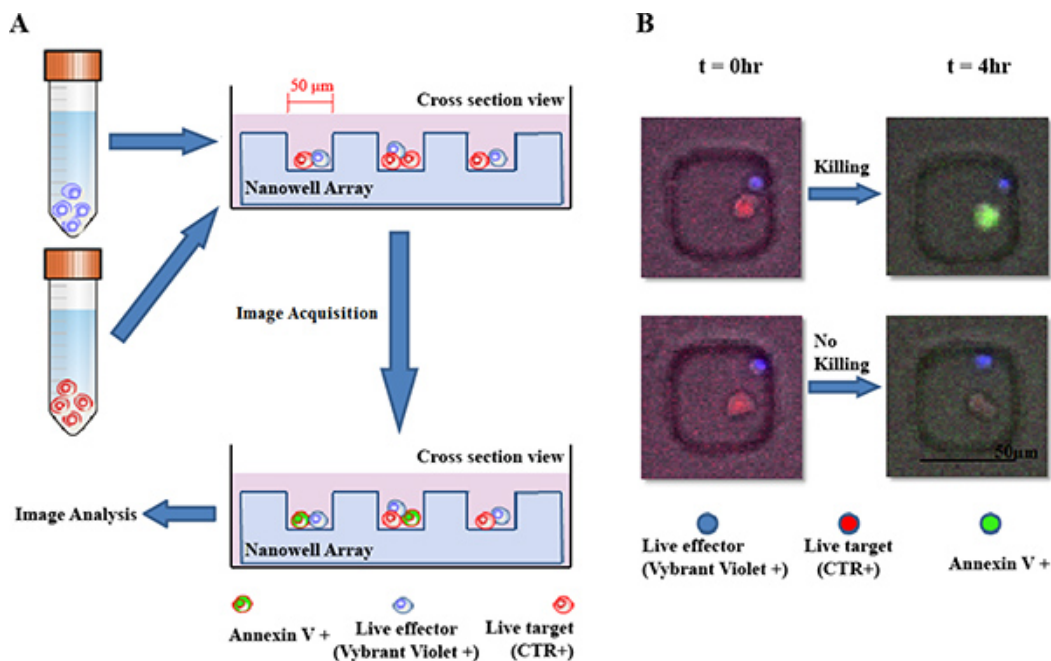 A
50 μm
Cross section view
Nanowell Array
Image Acquisition
Cross section view
Nanowell Array
Image Analysis
Annexin V +
Live effector
(Vybrant Violet +)
Live target
(CTR+)
B
t = 0hr
t = 4hr
Killing
No
Killing
50μm
Live effector
(Vybrant Violet +)
Live target
(CTR+)
Annexin V +